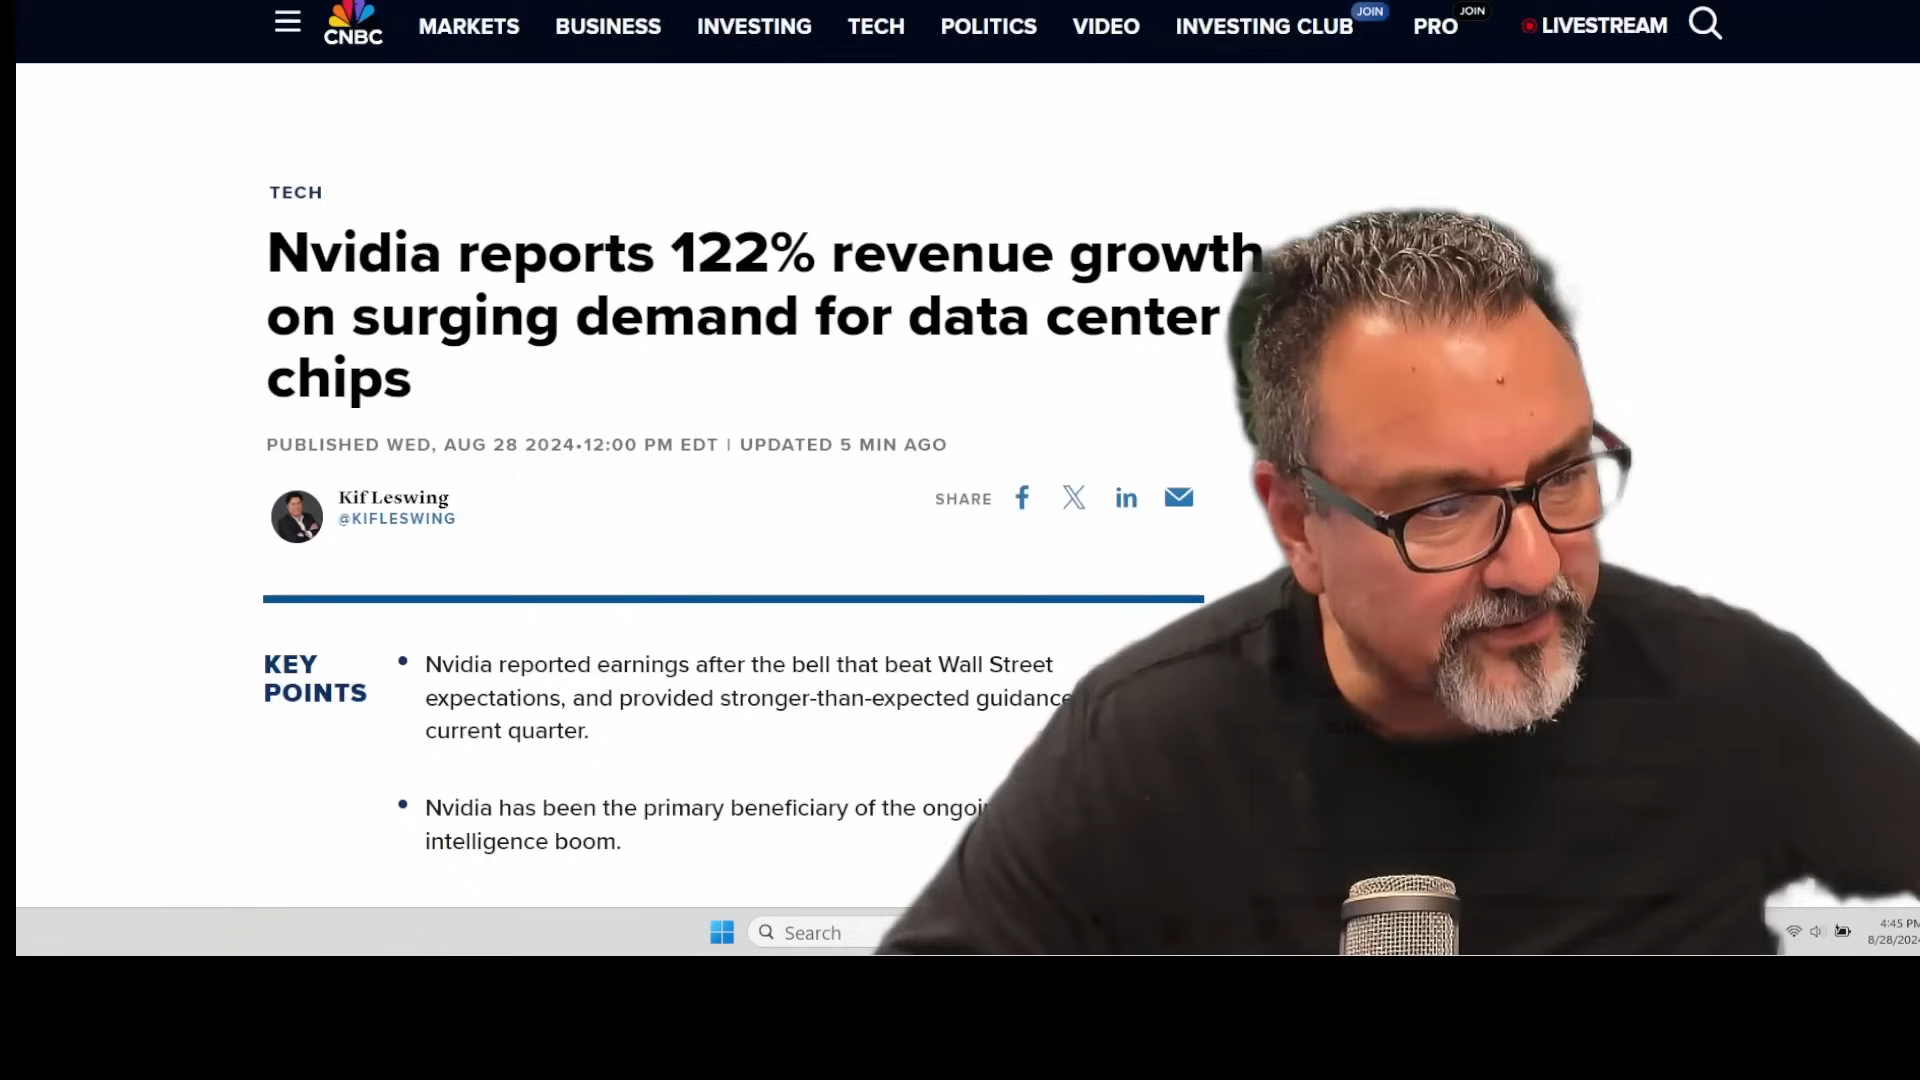 CNBC
MARKETS BUSINESS INVESTING TECH POLITICS VIDEO INVESTING CLUB JOIN PRO JOIN LIVESTREAM
TECH
Nvidia reports 122% revenue growth
on surging demand for data center
chips
PUBLISHED WED, AUG 28 2024•12:00 PM EDT | UPDATED 5 MIN AGO
Kif Leswing
@KIFLESWING
SHARE f X in
KEY
POINTS
• Nvidia reported earnings after the bell that beat Wall Street
expectations, and provided stronger-than-expected guidance
current quarter.
• Nvidia has been the primary beneficiary of the
intelligence boom.
Search
4:45 PM